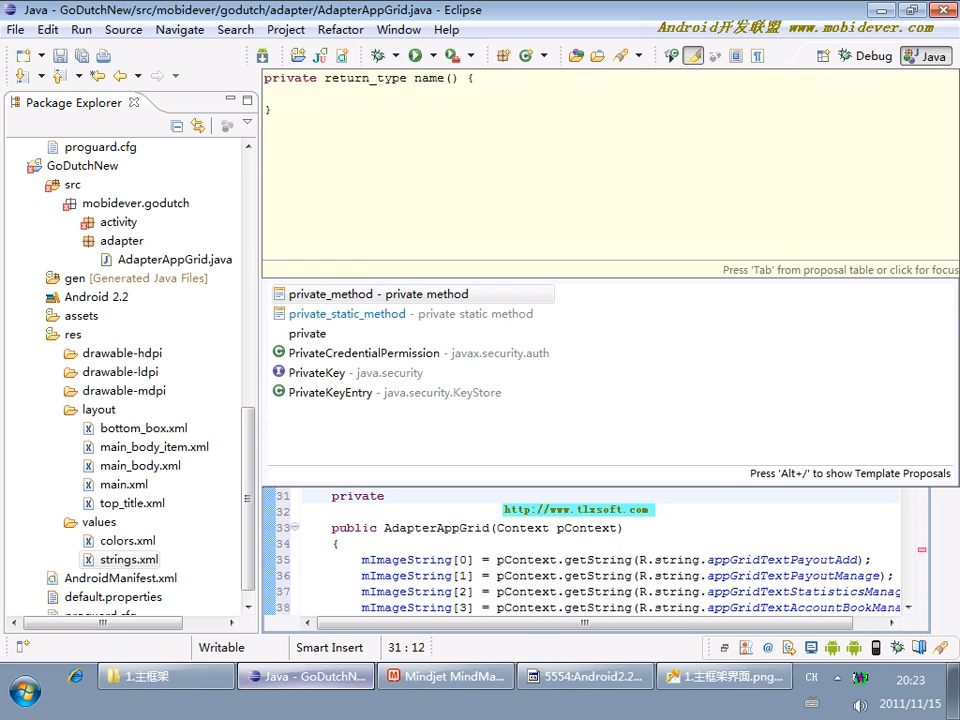 Java - GoDutchNew/src/mobidever/godutch/adapter/AdapterAppGrid.java - Eclipse
File Edit Run Source Navigate Search Project Refactor Window Help
Android开发联盟 www.mobidever.com
Debug Java
Package Explorer
private return_type name() {
}
proguard.cfg
GoDutchNew
src
mobidever.godutch
activity
adapter
AdapterAppGrid.java
gen [Generated Java Files]
Android 2.2
assets
res
drawable-hdpi
drawable-ldpi
drawable-mdpi
layout
bottom_box.xml
main_body_item.xml
main_body.xml
main.xml
top_title.xml
values
colors.xml
strings.xml
AndroidManifest.xml
default.properties
proguard.cfg
Press 'Tab' from proposal table or click for focus
private_method - private method
private_static_method - private static method
private
PrivateCredentialPermission - javax.security.auth
PrivateKey - java.security
PrivateKeyEntry - java.security.KeyStore
Press 'Alt+/' to show Template Proposals
31 private
http://www.tlxsoft.com
32
33 public AdapterAppGrid(Context pContext)
34 {
35 mImageString[0] = pContext.getString(R.string.appGridTextPayoutAdd);
36 mImageString[1] = pContext.getString(R.string.appGridTextPayoutManage);
37 mImageString[2] = pContext.getString(R.string.appGridTextStatisticsManag
38 mImageString[3] = pContext.getString(R.string.appGridTextAccountBookMana
Writable Smart Insert 31 : 12
1.主框架 Java - GoDutchN... Mindjet MindMa... 5554:Android2.2... 1.主框架界面.png... CH 20:23
2011/11/15